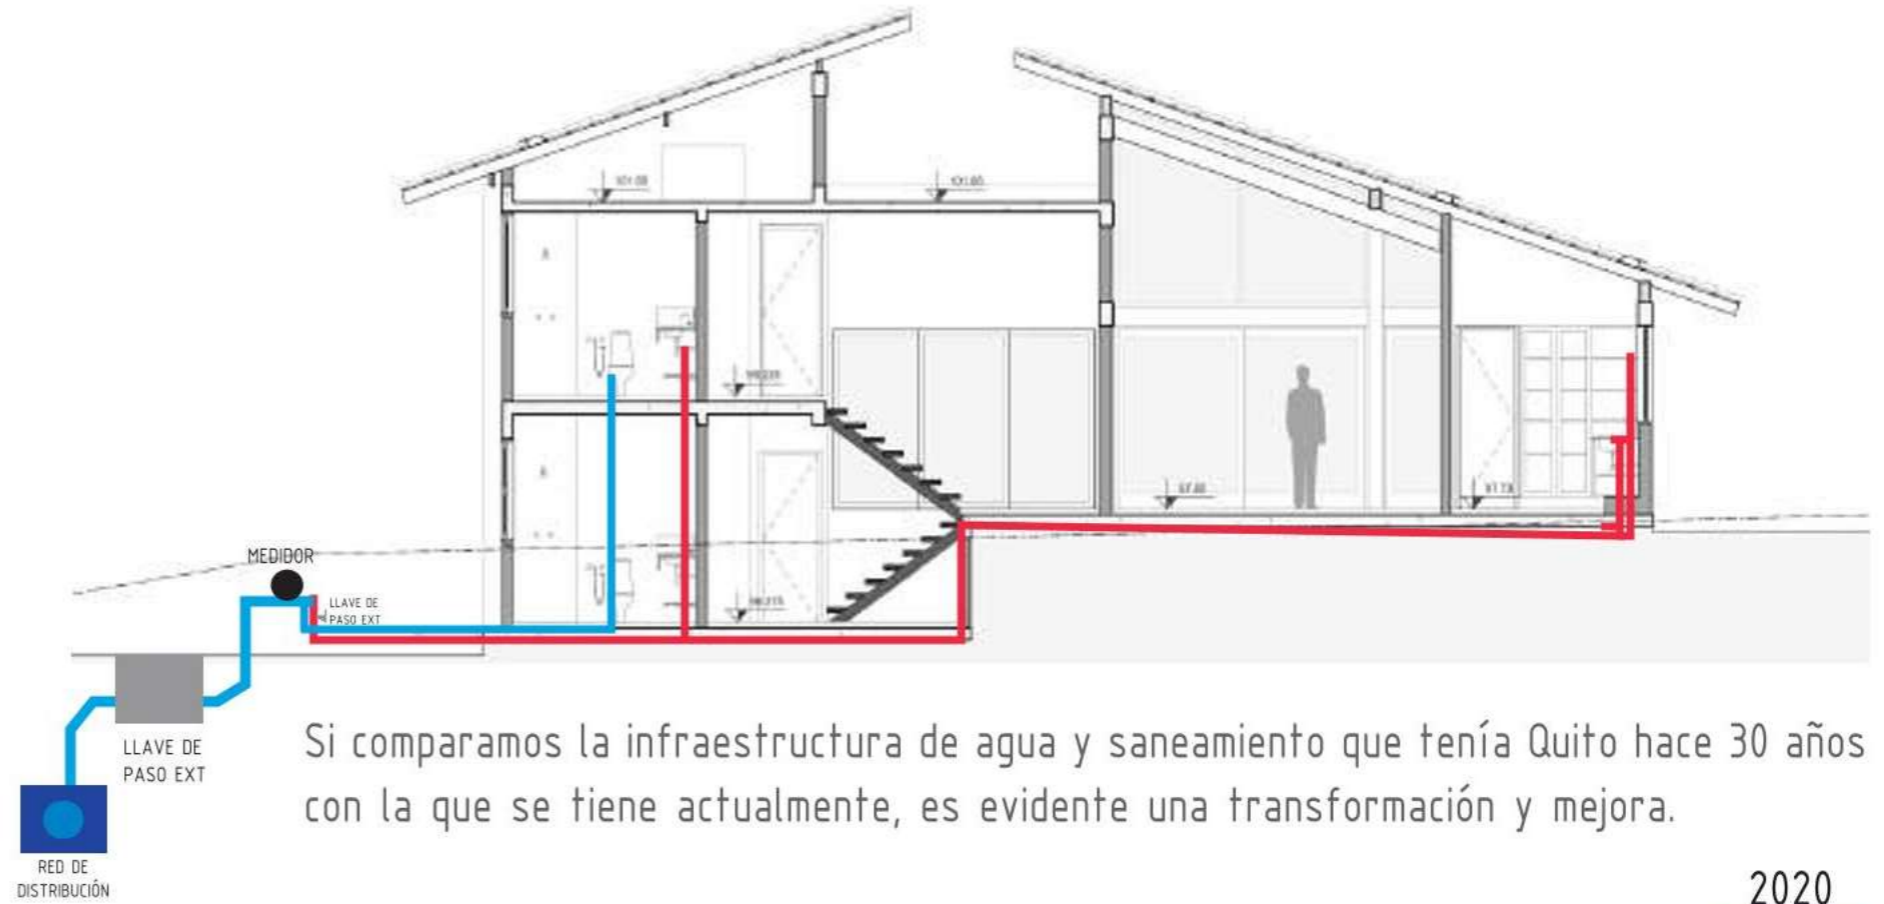 MEDIDOR
LLAVE DE
PASO EXT
LLAVE DE
PASO EXT
RED DE
DISTRIBUCIÓN
Si comparamos la infraestructura de agua y saneamiento que tenía Quito hace 30 años
con la que se tiene actualmente, es evidente una transformación y mejora.
2020